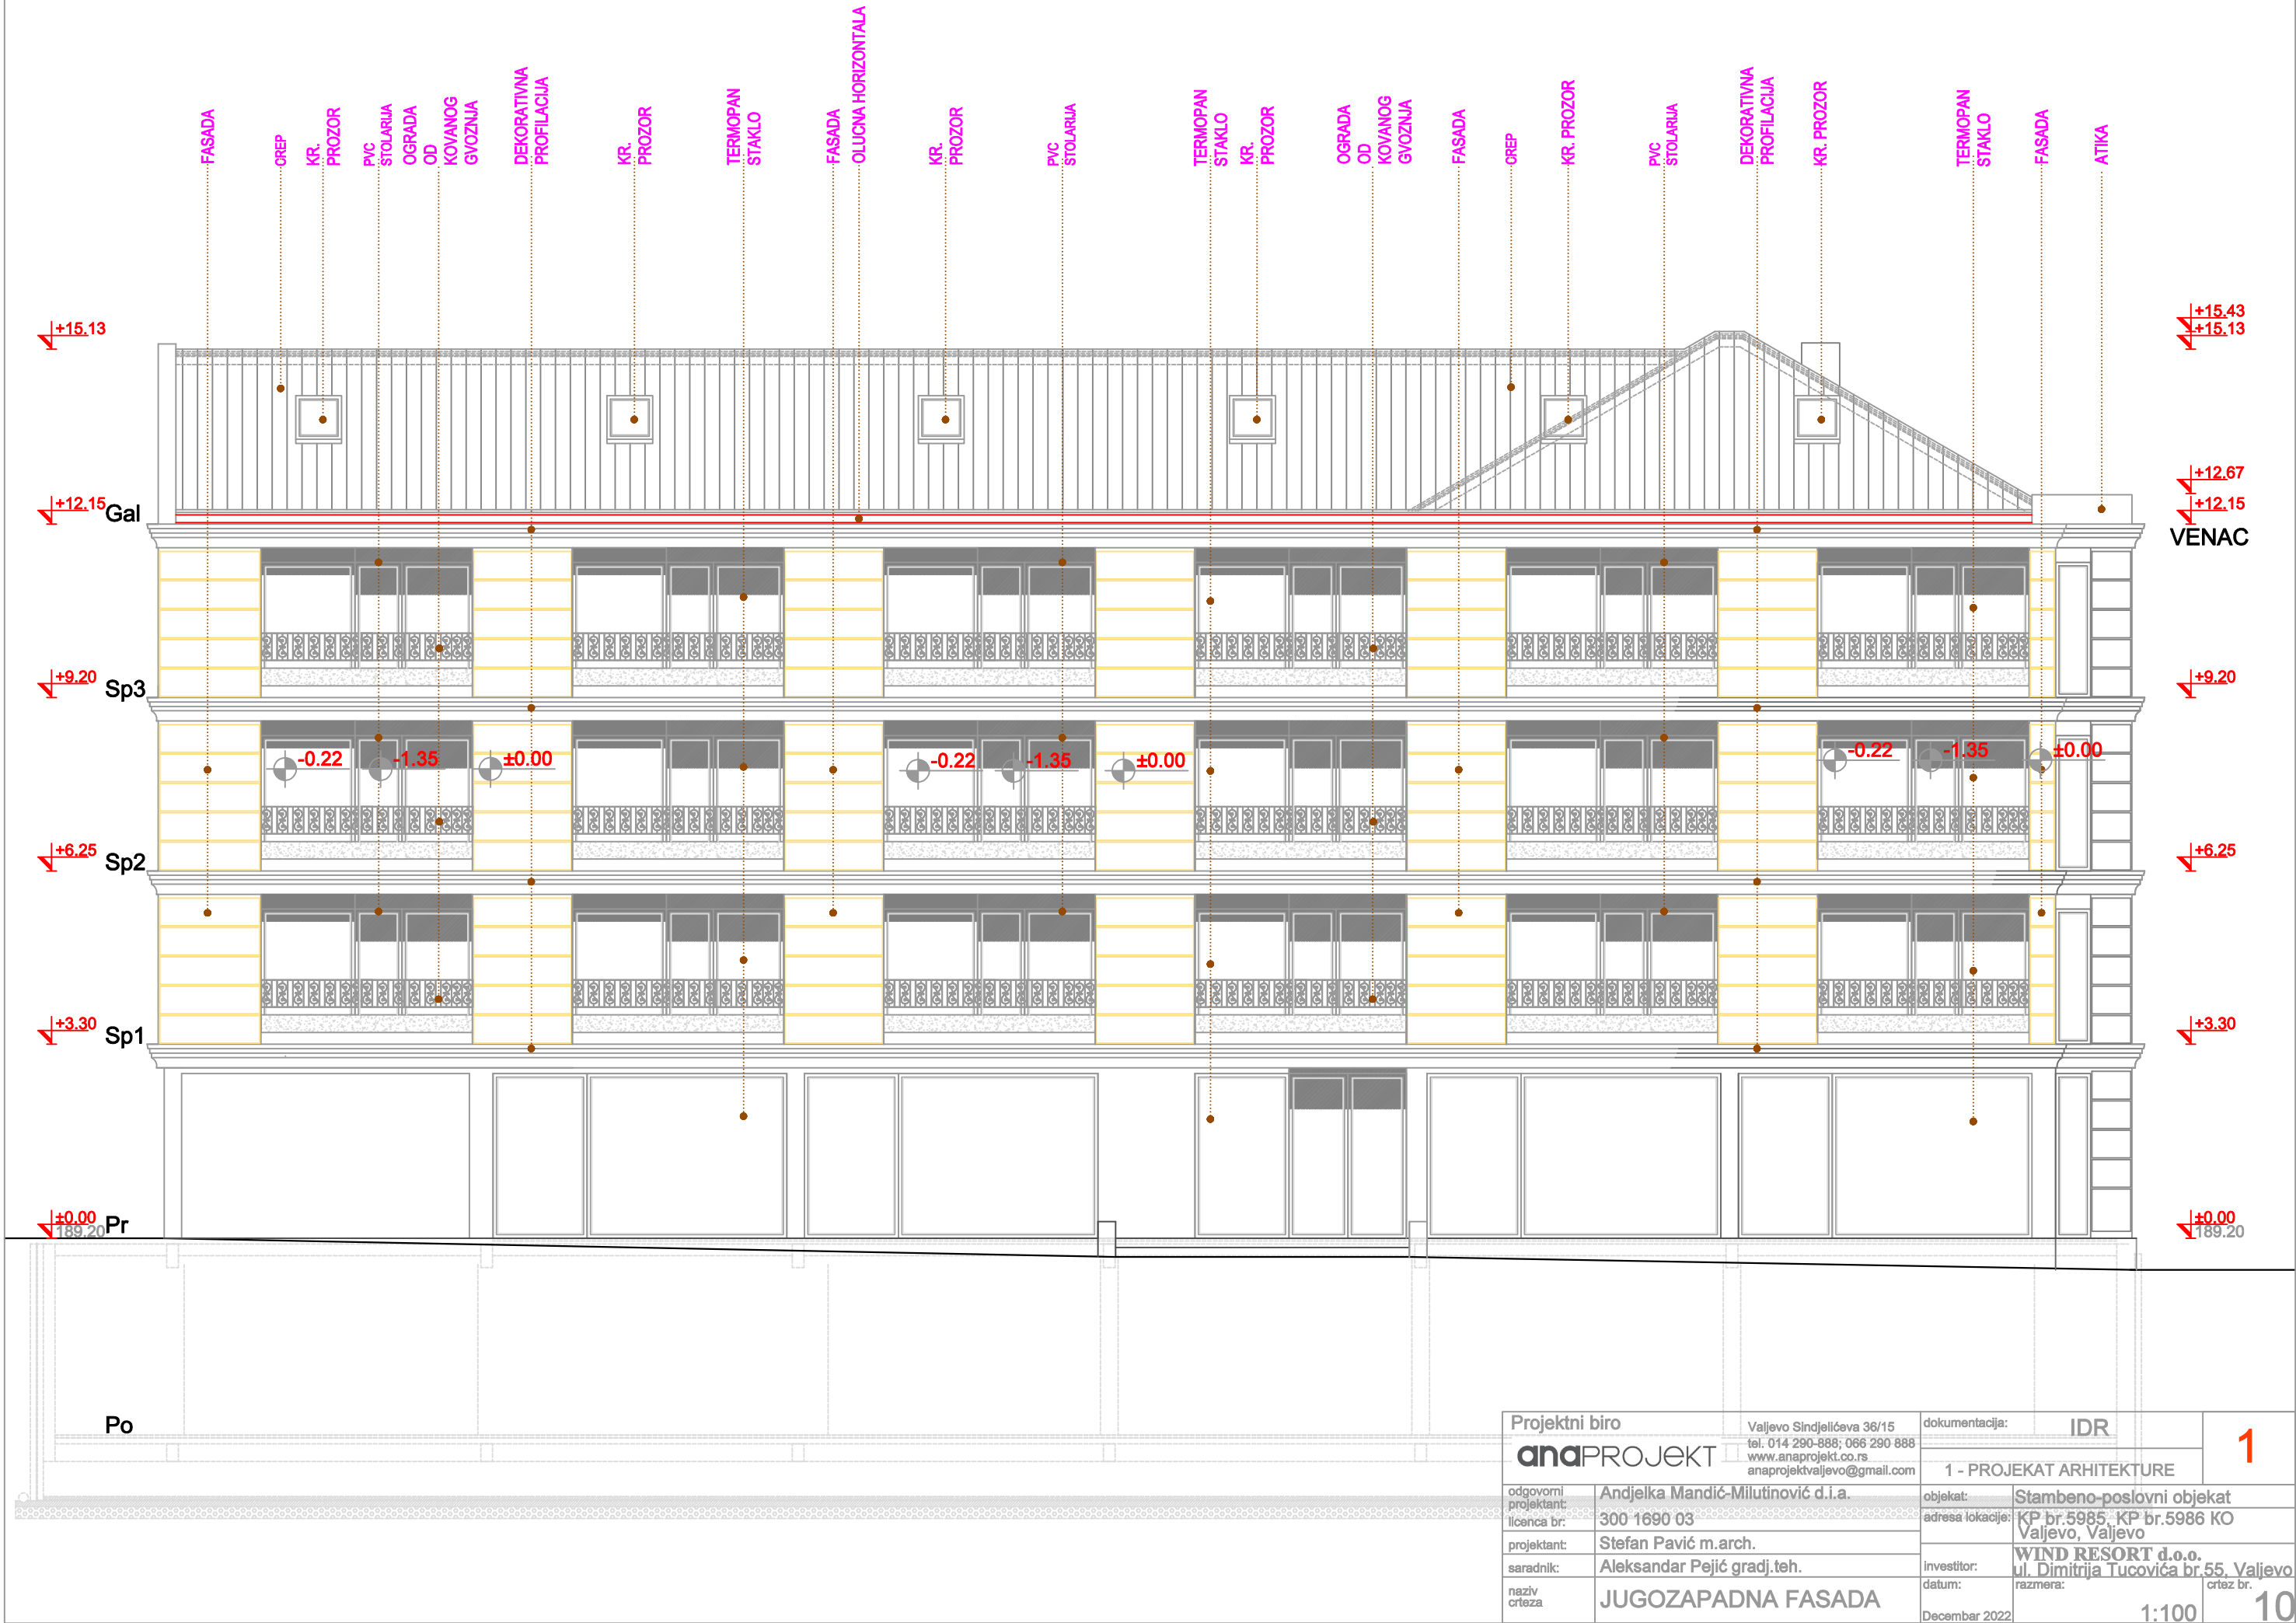 FASADA
CREP
KR.
PROZOR
PVC
STOLARIJA
OGRADA
OD
KOVANOG
GVOZNJA
DEKORATIVNA
PROFILACIJA
KR.
PROZOR
TERMOPAN
STAKLO
FASADA
OLUCNA HORIZONTALA
KR.
PROZOR
PVC
STOLARIJA
TERMOPAN
STAKLO
KR.
PROZOR
OGRADA
OD
KOVANOG
GVOZNJA
FASADA
CREP
KR. PROZOR
PVC
STOLARIJA
DEKORATIVNA
PROFILACIJA
KR. PROZOR
TERMOPAN
STAKLO
FASADA
ATIKA
+15.13
+15.43
+15.13
+12.67
+12.15
Gal
+12.15
VENAC
+9.20
Sp3
+9.20
-0.22
-1.35
±0.00
-0.22
-1.35
±0.00
-0.22
-1.35
±0.00
+6.25
Sp2
+6.25
+3.30
Sp1
+3.30
±0.00
189.20
Pr
±0.00
189.20
Po
Projektni biro
anaPROJEKT
Valjevo Sindjelićeva 36/15
tel. 014 290-888; 066 290 888
www.anaprojekt.co.rs
anaprojektvaljevo@gmail.com
dokumentacija:
IDR
1 - PROJEKAT ARHITEKTURE
1
odgovorni
projektant:
Andjelka Mandić-Milutinović d.i.a.
licenca br:
300 1690 03
projektant:
Stefan Pavić m.arch.
saradnik:
Aleksandar Pejić gradj.teh.
naziv
crteza
JUGOZAPADNA FASADA
objekat:
Stambeno-poslovni objekat
adresa lokacije:
KP br.5985, KP br.5986 KO
Valjevo, Valjevo
investitor:
WIND RESORT d.o.o.
ul. Dimitrija Tucovića br.55, Valjevo
datum:
Decembar 2022
razmera:
1:100
crtez br.
10